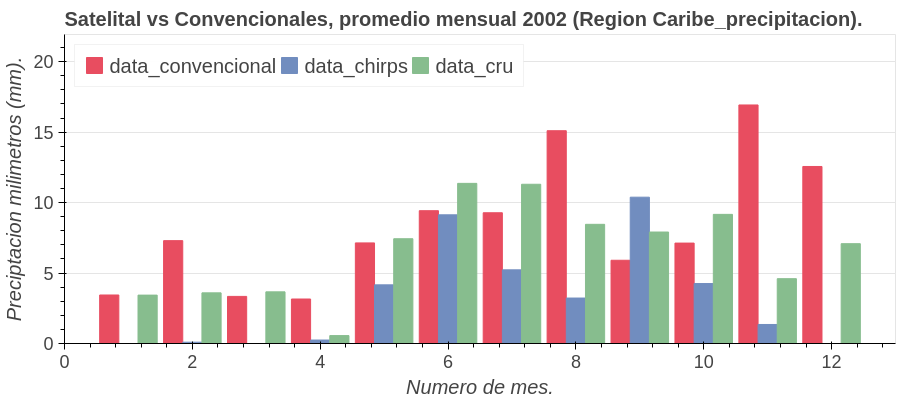 Satelital vs Convencionales, promedio mensual 2002 (Region Caribe_precipitacion).
data_convencional data_chirps data_cru
Preciptacion milimetros (mm).
20
15
10
5
0
0 2 4 6 8 10 12
Numero de mes.